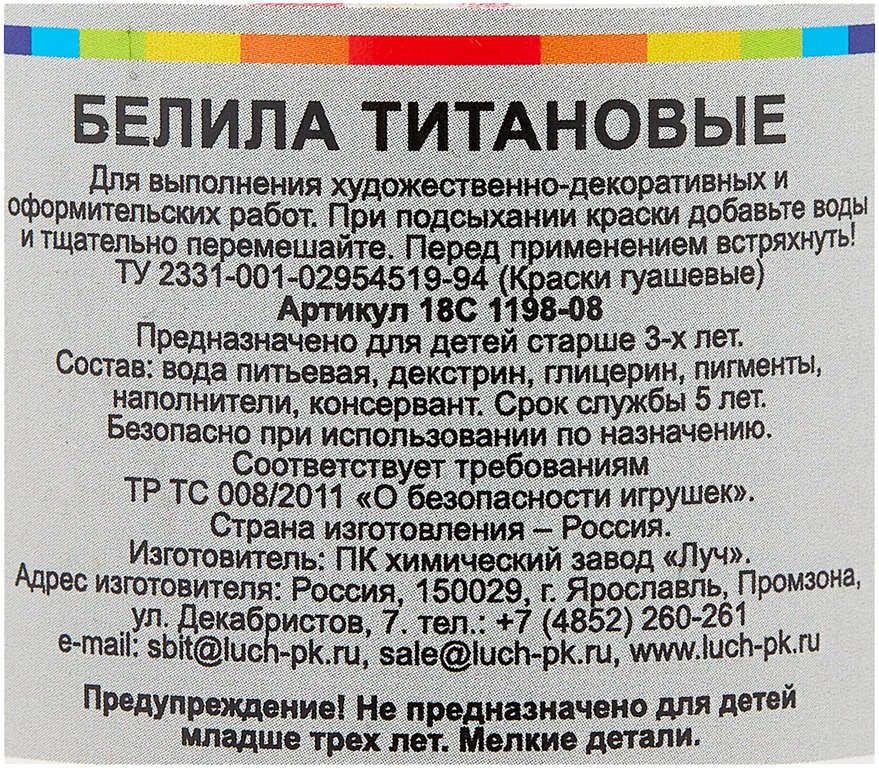 БЕЛИЛА ТИТАНОВЫЕ
Для выполнения художественно-декоративных и
оформительских работ. При подсыхании краски добавьте воды
и тщательно перемешайте. Перед применением встряхнуть!
ТУ 2331-001-02954519-94 (Краски гуашевые)
Артикул 18С 1198-08
Предназначено для детей старше 3-х лет.
Состав: вода питьевая, декстрин, глицерин, пигменты,
наполнители, консервант. Срок службы 5 лет.
Безопасно при использовании по назначению.
Соответствует требованиям
ТР ТС 008/2011 «О безопасности игрушек».
Страна изготовления – Россия.
Изготовитель: ПК химический завод «Луч».
Адрес изготовителя: Россия, 150029, г. Ярославль, Промзона,
ул. Декабристов, 7. тел.: +7 (4852) 260-261
e-mail: sbit@luch-pk.ru, sale@luch-pk.ru, www.luch-pk.ru
Предупреждение! Не предназначено для детей
младше трех лет. Мелкие детали.